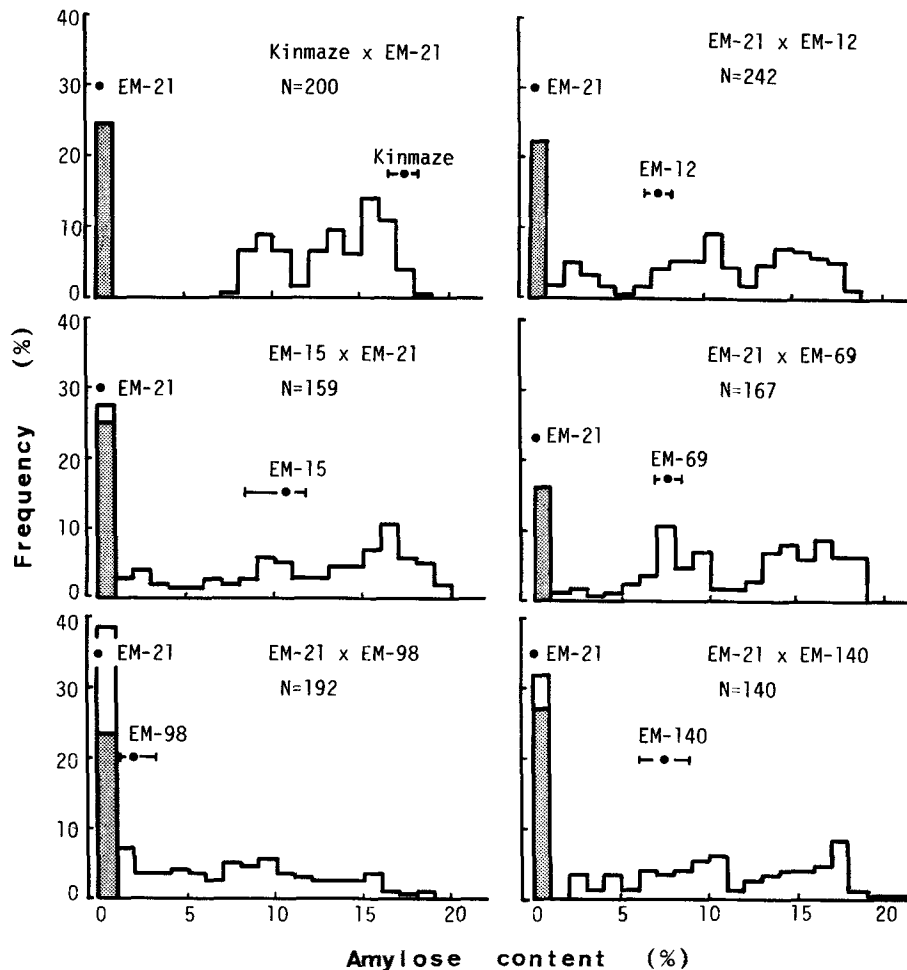 40
30
20
10
0
Kinmaze x EM-21
N=200
EM-21
Kinmaze
EM-21 x EM-12
N=242
EM-21
EM-12
40
30
20
10
0
EM-15 x EM-21
N=159
EM-21
EM-15
EM-21 x EM-69
N=167
EM-21
EM-69
40
30
20
10
0
EM-21 x EM-98
N=192
EM-21
EM-98
EM-21 x EM-140
N=140
EM-21
EM-140
0 5 10 15 20
0 5 10 15 20
Frequency (%)
Amylose content (%)